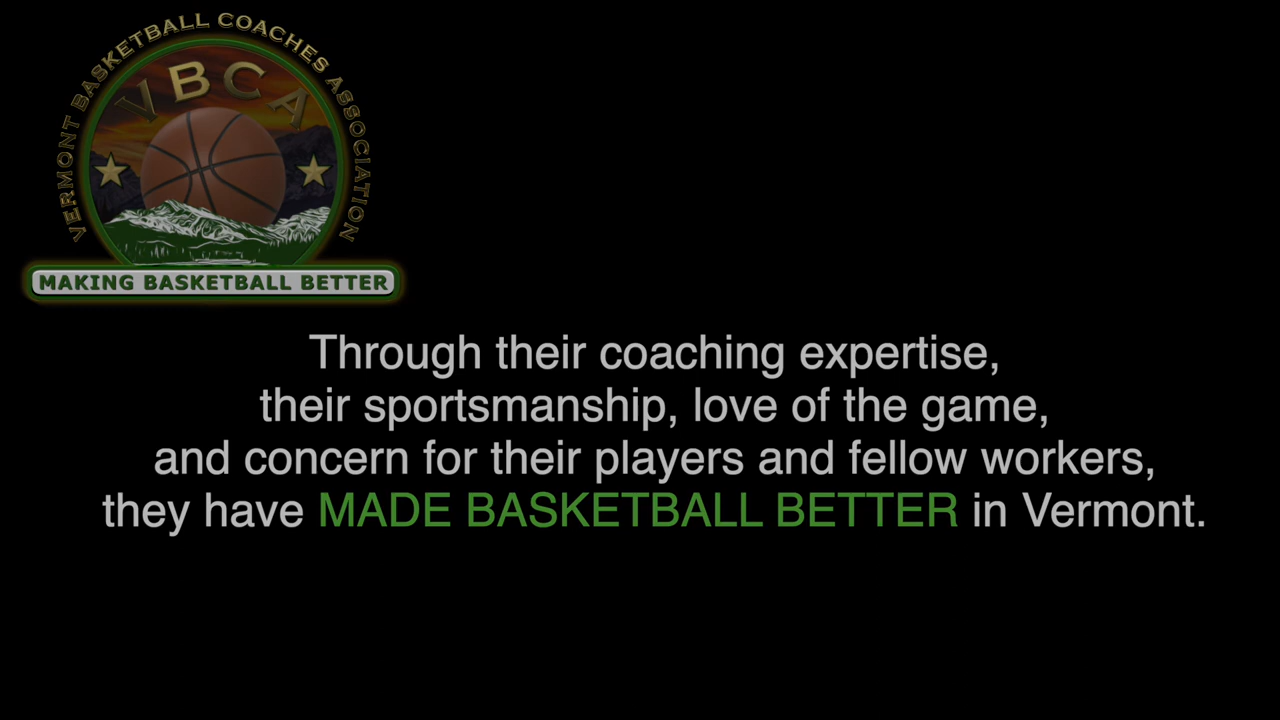 VERMONT BASKETBALL COACHES ASSOCIATION
VBCA
MAKING BASKETBALL BETTER
Through their coaching expertise,
their sportsmanship, love of the game,
and concern for their players and fellow workers,
they have MADE BASKETBALL BETTER in Vermont.